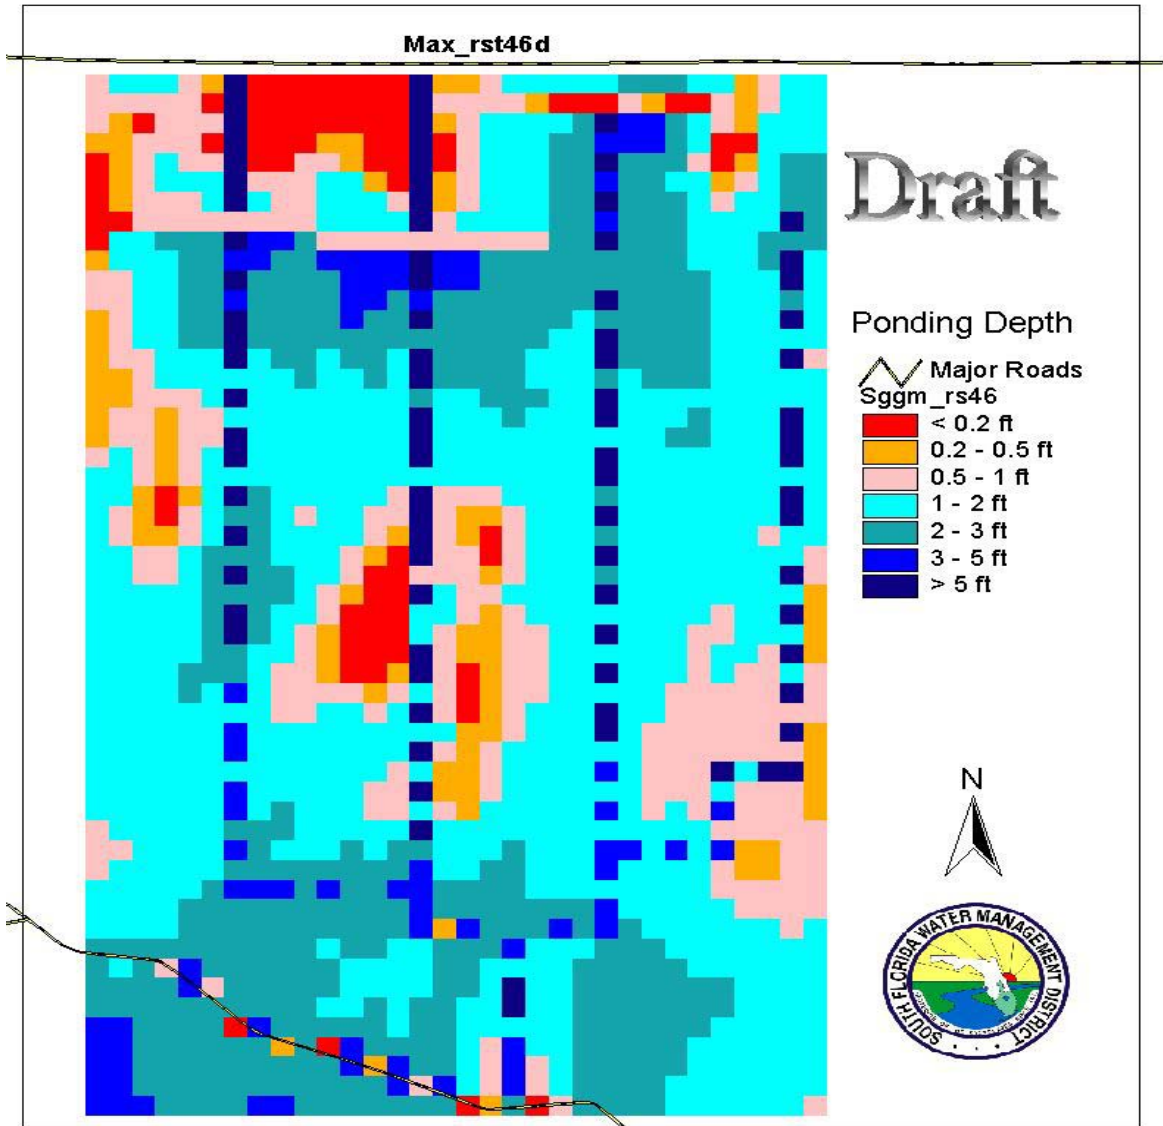 Max_rst46d
Draft
Ponding Depth
Major Roads
Sggm_rs46
< 0.2 ft
0.2 - 0.5 ft
0.5 - 1 ft
1 - 2 ft
2 - 3 ft
3 - 5 ft
> 5 ft
N
SOUTH FLORIDA WATER MANAGEMENT DISTRICT